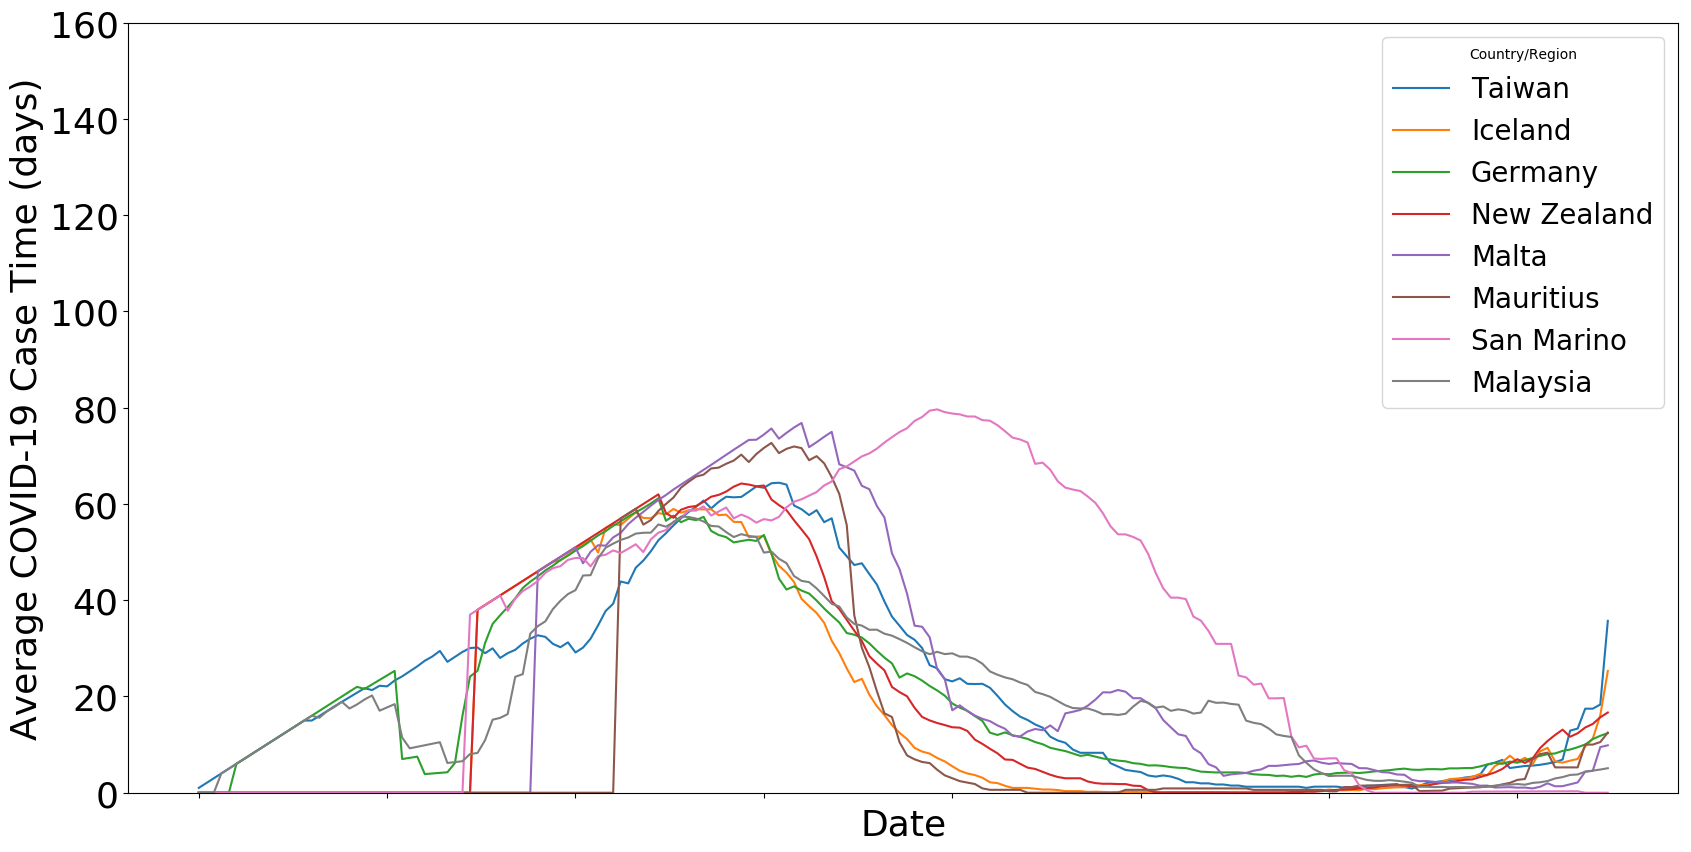 160
140
120
100
80
60
40
20
0
Average COVID-19 Case Time (days)
Date
Country/Region
Taiwan
Iceland
Germany
New Zealand
Malta
Mauritius
San Marino
Malaysia